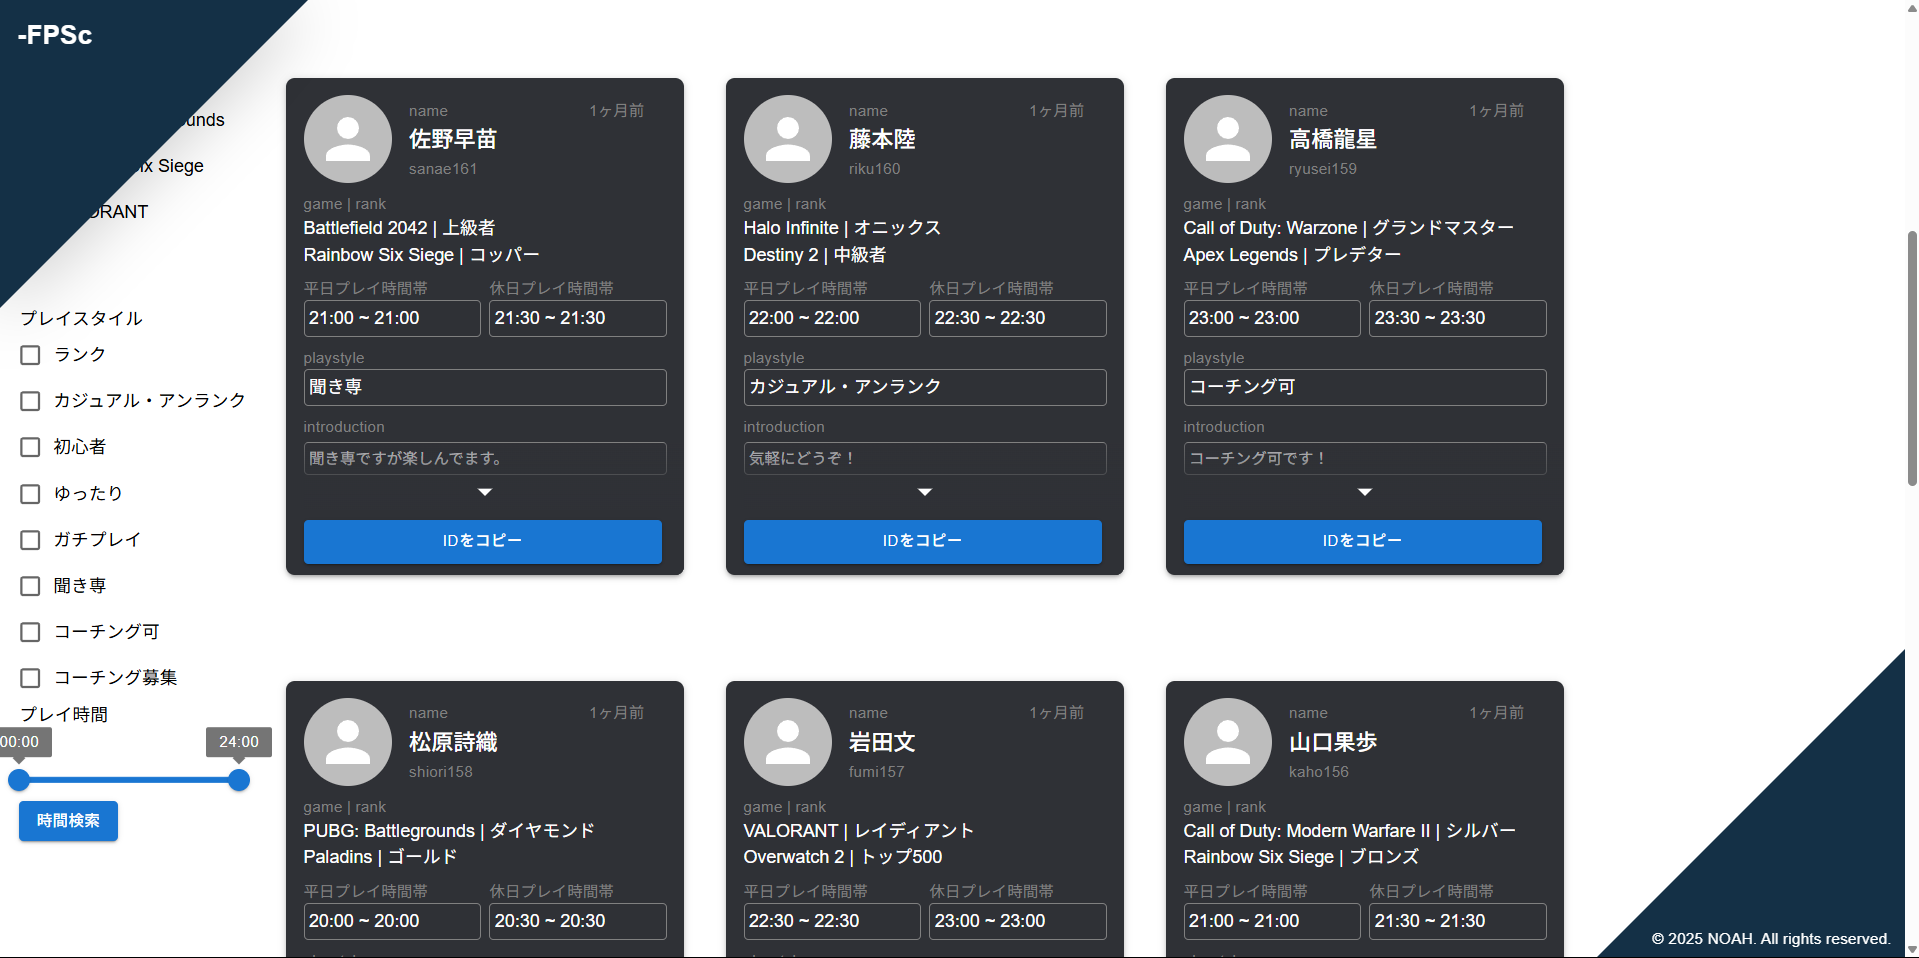 -FPSc
unds
ix Siege
ORANT
プレイスタイル
ランク
カジュアル・アンランク
初心者
ゆったり
ガチプレイ
聞き専
コーチング可
コーチング募集
プレイ時間
00:00
24:00
時間検索
name
1ヶ月前
佐野早苗
sanae161
game | rank
Battlefield 2042 | 上級者
Rainbow Six Siege | コッパー
平日プレイ時間帯
休日プレイ時間帯
21:00 ~ 21:00
21:30 ~ 21:30
playstyle
聞き専
introduction
聞き専ですが楽しんでます。
IDをコピー
name
1ヶ月前
藤本陸
riku160
game | rank
Halo Infinite | オニックス
Destiny 2 | 中級者
平日プレイ時間帯
休日プレイ時間帯
22:00 ~ 22:00
22:30 ~ 22:30
playstyle
カジュアル・アンランク
introduction
気軽にどうぞ！
IDをコピー
name
1ヶ月前
高橋龍星
ryusei159
game | rank
Call of Duty: Warzone | グランドマスター
Apex Legends | プレデター
平日プレイ時間帯
休日プレイ時間帯
23:00 ~ 23:00
23:30 ~ 23:30
playstyle
コーチング可
introduction
コーチング可です！
IDをコピー
name
1ヶ月前
松原詩織
shiori158
game | rank
PUBG: Battlegrounds | ダイヤモンド
Paladins | ゴールド
平日プレイ時間帯
休日プレイ時間帯
20:00 ~ 20:00
20:30 ~ 20:30
name
1ヶ月前
岩田文
fumi157
game | rank
VALORANT | レイディアント
Overwatch 2 | トップ500
平日プレイ時間帯
休日プレイ時間帯
22:30 ~ 22:30
23:00 ~ 23:00
name
1ヶ月前
山口果歩
kaho156
game | rank
Call of Duty: Modern Warfare II | シルバー
Rainbow Six Siege | ブロンズ
平日プレイ時間帯
休日プレイ時間帯
21:00 ~ 21:00
21:30 ~ 21:30
© 2025 NOAH. All rights reserved.